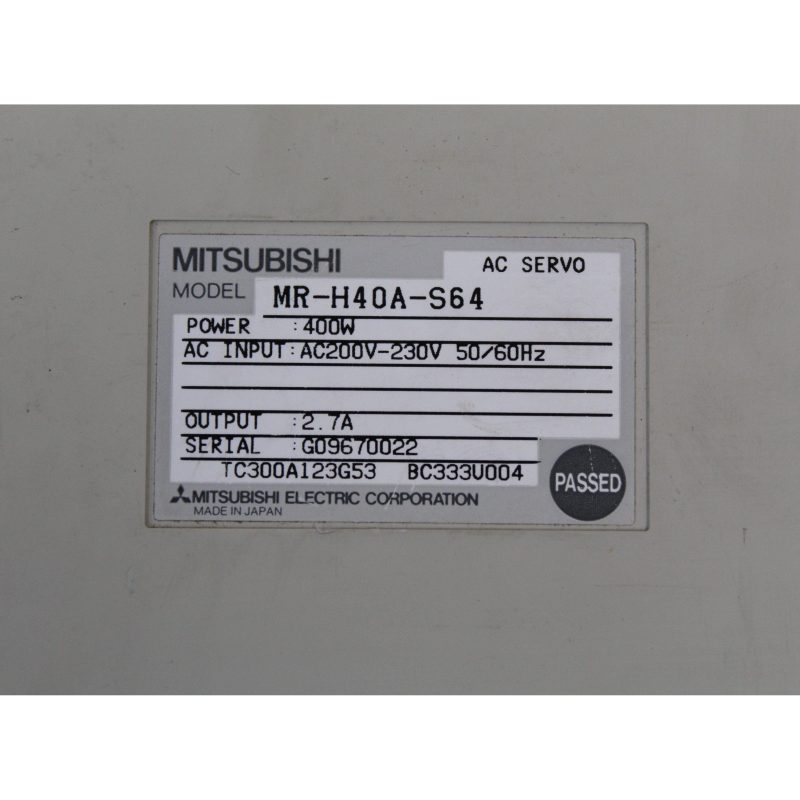 MITSUBISHI AC SERVO
MODEL MR-H40A-S64
POWER : 400W
AC INPUT : AC200V-230V 50/60Hz
OUTPUT : 2.7A
SERIAL : G09670022
TC300A123G53 BC333U004
PASSED
MITSUBISHI ELECTRIC CORPORATION
MADE IN JAPAN